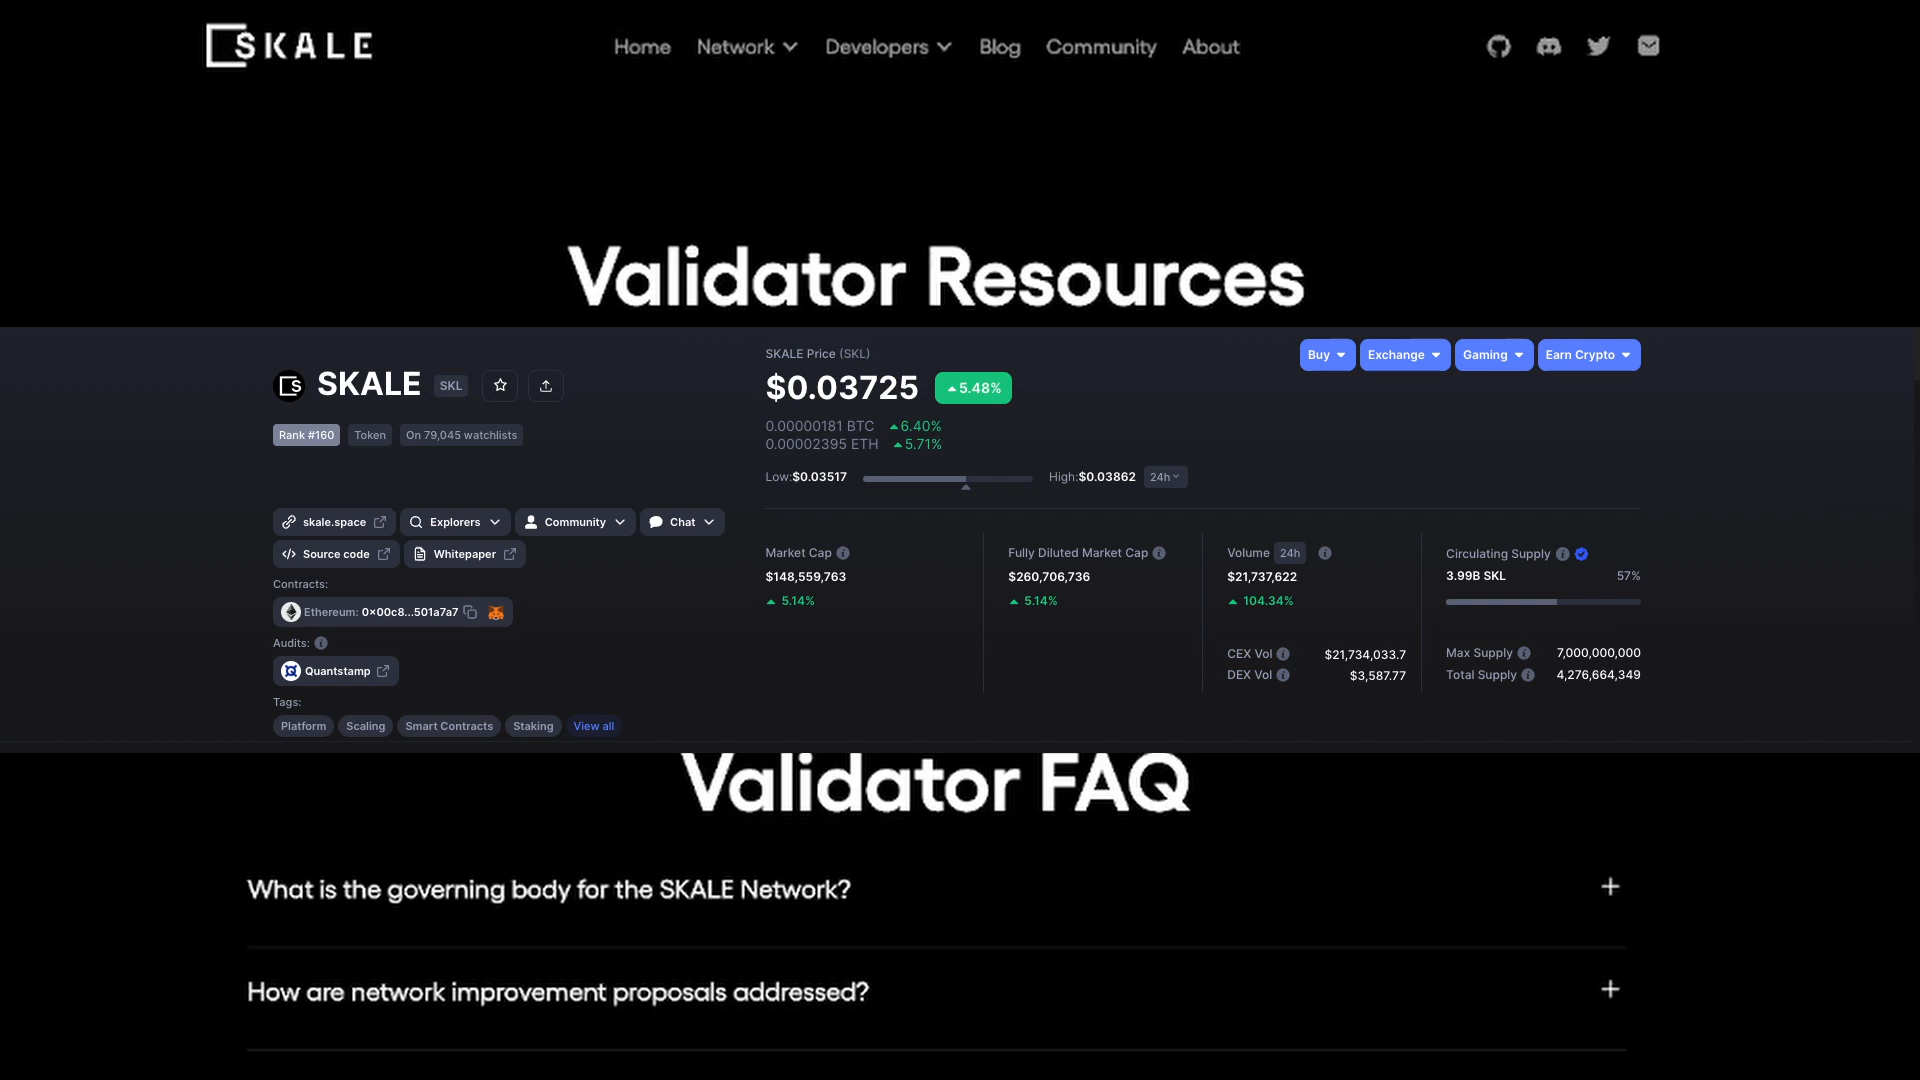 SKALE
Home Network Developers Blog Community About
Validator Resources
SKALE SKL
Rank #160 Token On 79,045 watchlists
skale.space Explorers Community Chat
Source code Whitepaper
Contracts:
Ethereum: 0x00c8...501a7a7
Audits:
Quantstamp
Tags:
Platform Scaling Smart Contracts Staking View all
SKALE Price (SKL)
$0.03725 5.48%
0.00000181 BTC 6.40%
0.00002395 ETH 5.71%
Low:$0.03517 High:$0.03862 24h
Buy Exchange Gaming Earn Crypto
Market Cap
$148,559,763
5.14%
Fully Diluted Market Cap
$260,706,736
5.14%
Volume 24h
$21,737,622
104.34%
CEX Vol $21,734,033.7
DEX Vol $3,587.77
Circulating Supply
3.99B SKL 57%
Max Supply 7,000,000,000
Total Supply 4,276,664,349
Validator FAQ
What is the governing body for the SKALE Network?
How are network improvement proposals addressed?